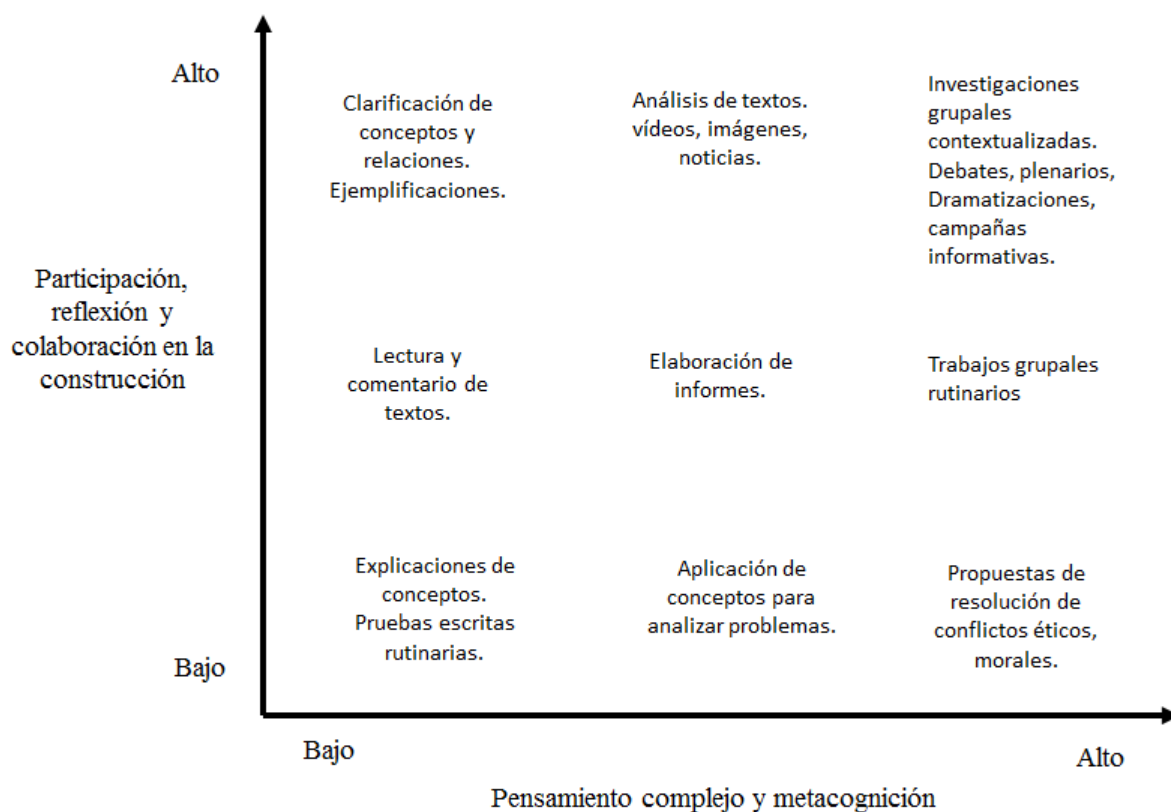 Alto
Clarificación de
conceptos y
relaciones.
Ejemplificaciones.
Análisis de textos.
vídeos, imágenes,
noticias.
Investigaciones
grupales
contextualizadas.
Debates, plenarios,
Dramatizaciones,
campañas
informativas.
Participación,
reflexión y
colaboración en la
construcción
Lectura y
comentario de
textos.
Elaboración de
informes.
Trabajos grupales
rutinarios
Explicaciones de
conceptos.
Pruebas escritas
rutinarias.
Aplicación de
conceptos para
analizar problemas.
Propuestas de
resolución de
conflictos éticos,
morales.
Bajo
Bajo
Alto
Pensamiento complejo y metacognición